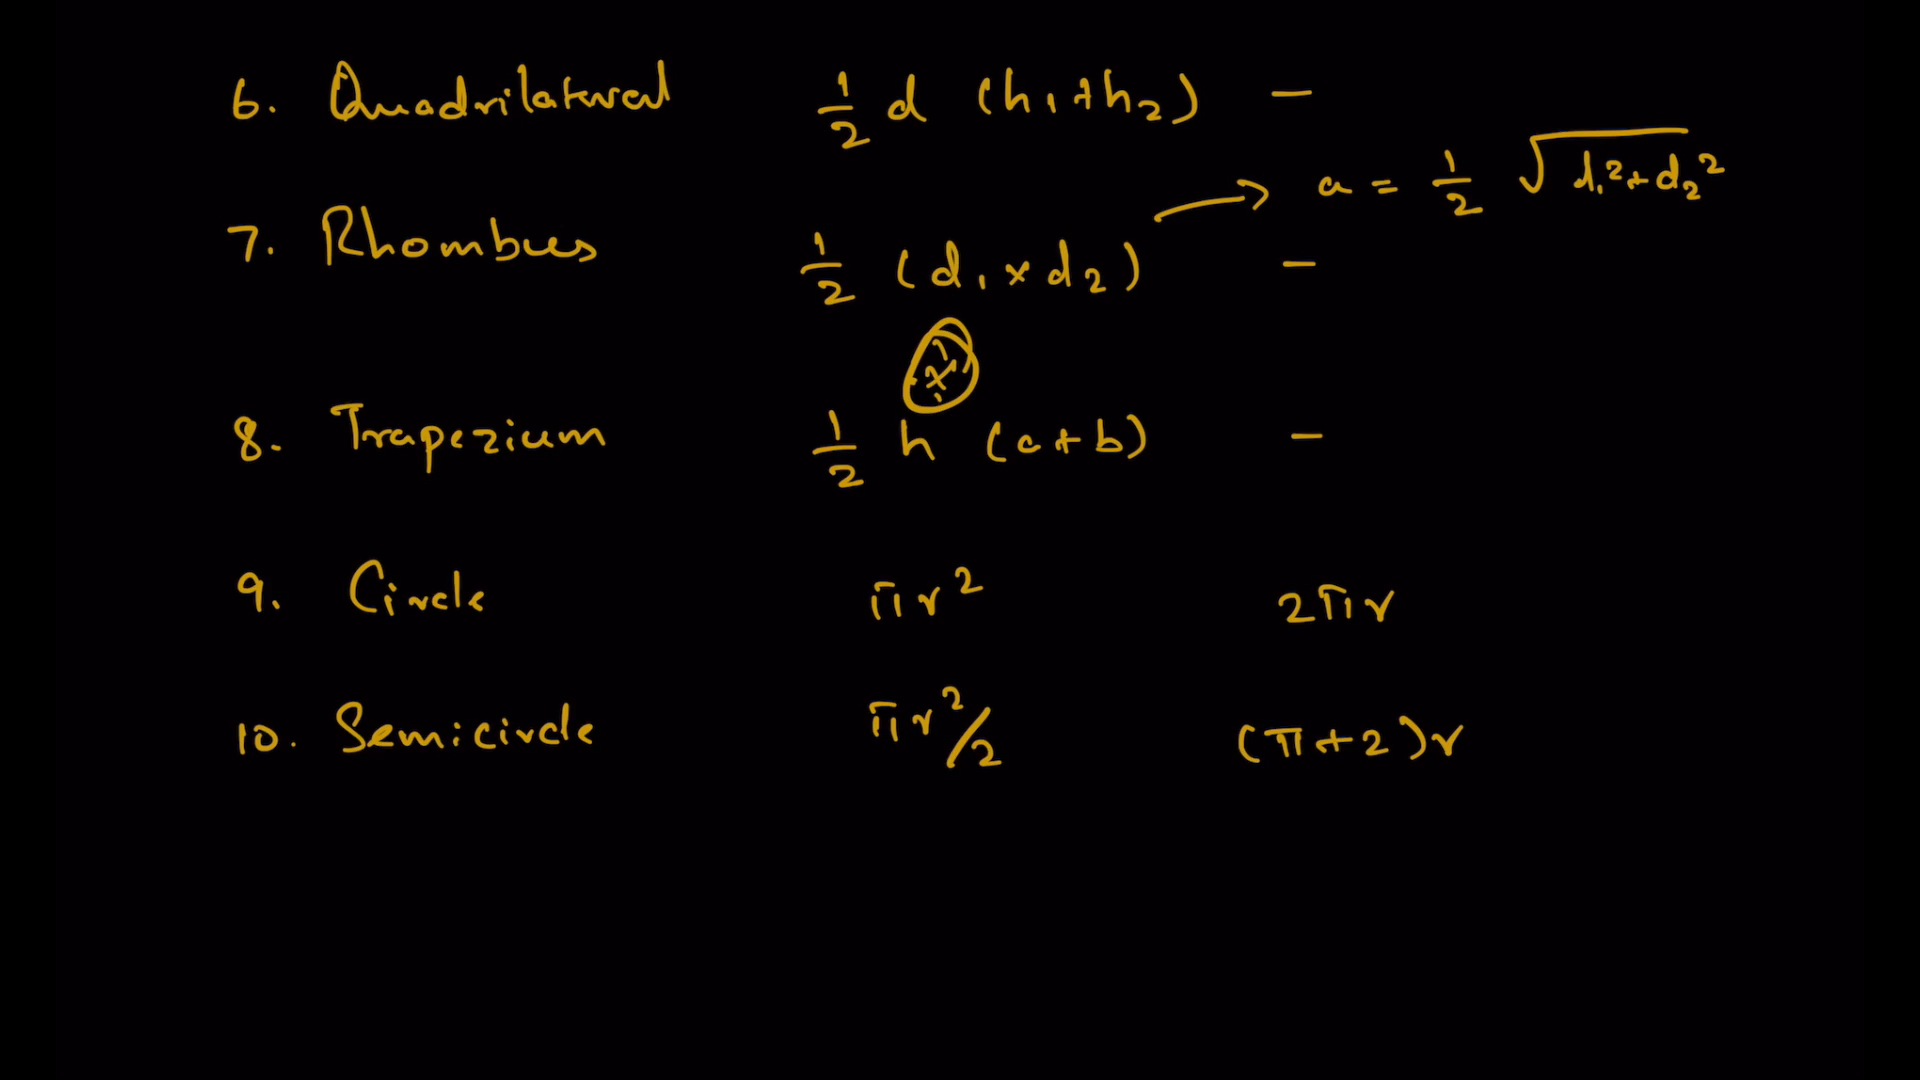 6. Quadrilateral 1/2 d (h₁+h₂) -
a = 1/2 √d₁²+d₂²
7. Rhombus 1/2 (d₁×d₂) -
8. Trapezium 1/2 h (a+b) -
9. Circle πr² 2πr
10. Semicircle πr²/2 (π+2)r